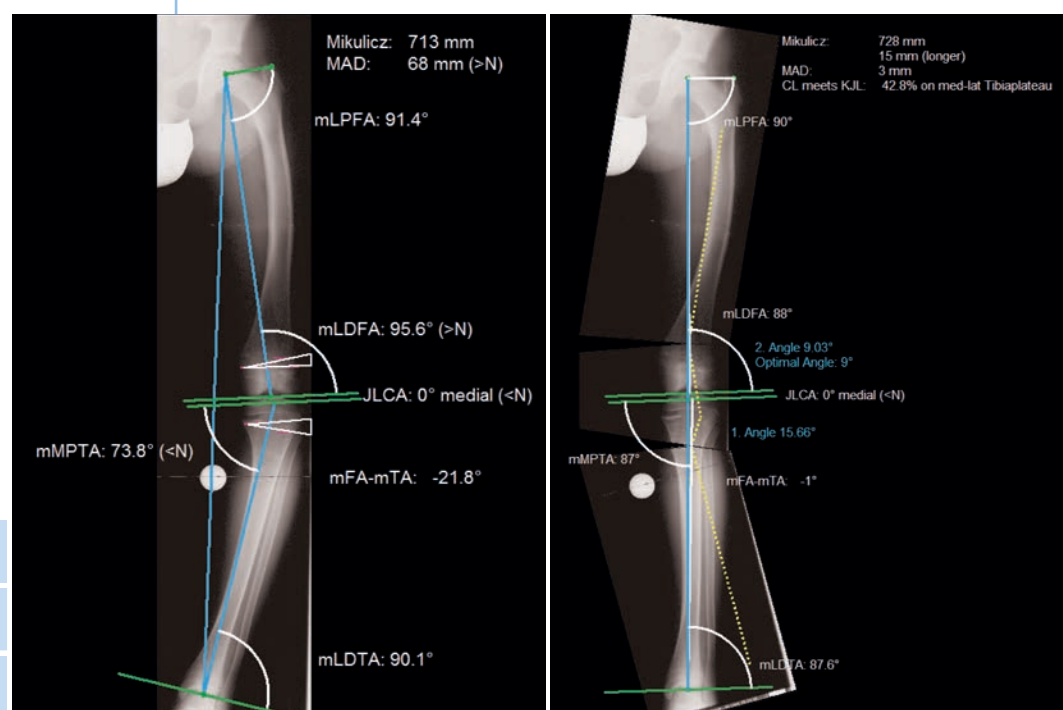 Mikulicz: 713 mm
MAD: 68 mm (>N)
mLPFA: 91.4°
mLDFA: 95.6° (>N)
JLCA: 0° medial (<N)
mMPTA: 73.8° (<N)
mFA-mTA: -21.8°
mLDTA: 90.1°
Mikulicz: 728 mm
15 mm (longer)
MAD: 3 mm
CL meets KJL: 42.8% on med-lat Tibiaplateau
mLPFA: 90°
mLDFA: 88°
2. Angle 9.03°
Optimal Angle: 9°
JLCA: 0° medial (<N)
1. Angle 15.66°
mMPTA: 87°
mFA-mTA: -1°
mLDTA: 87.6°